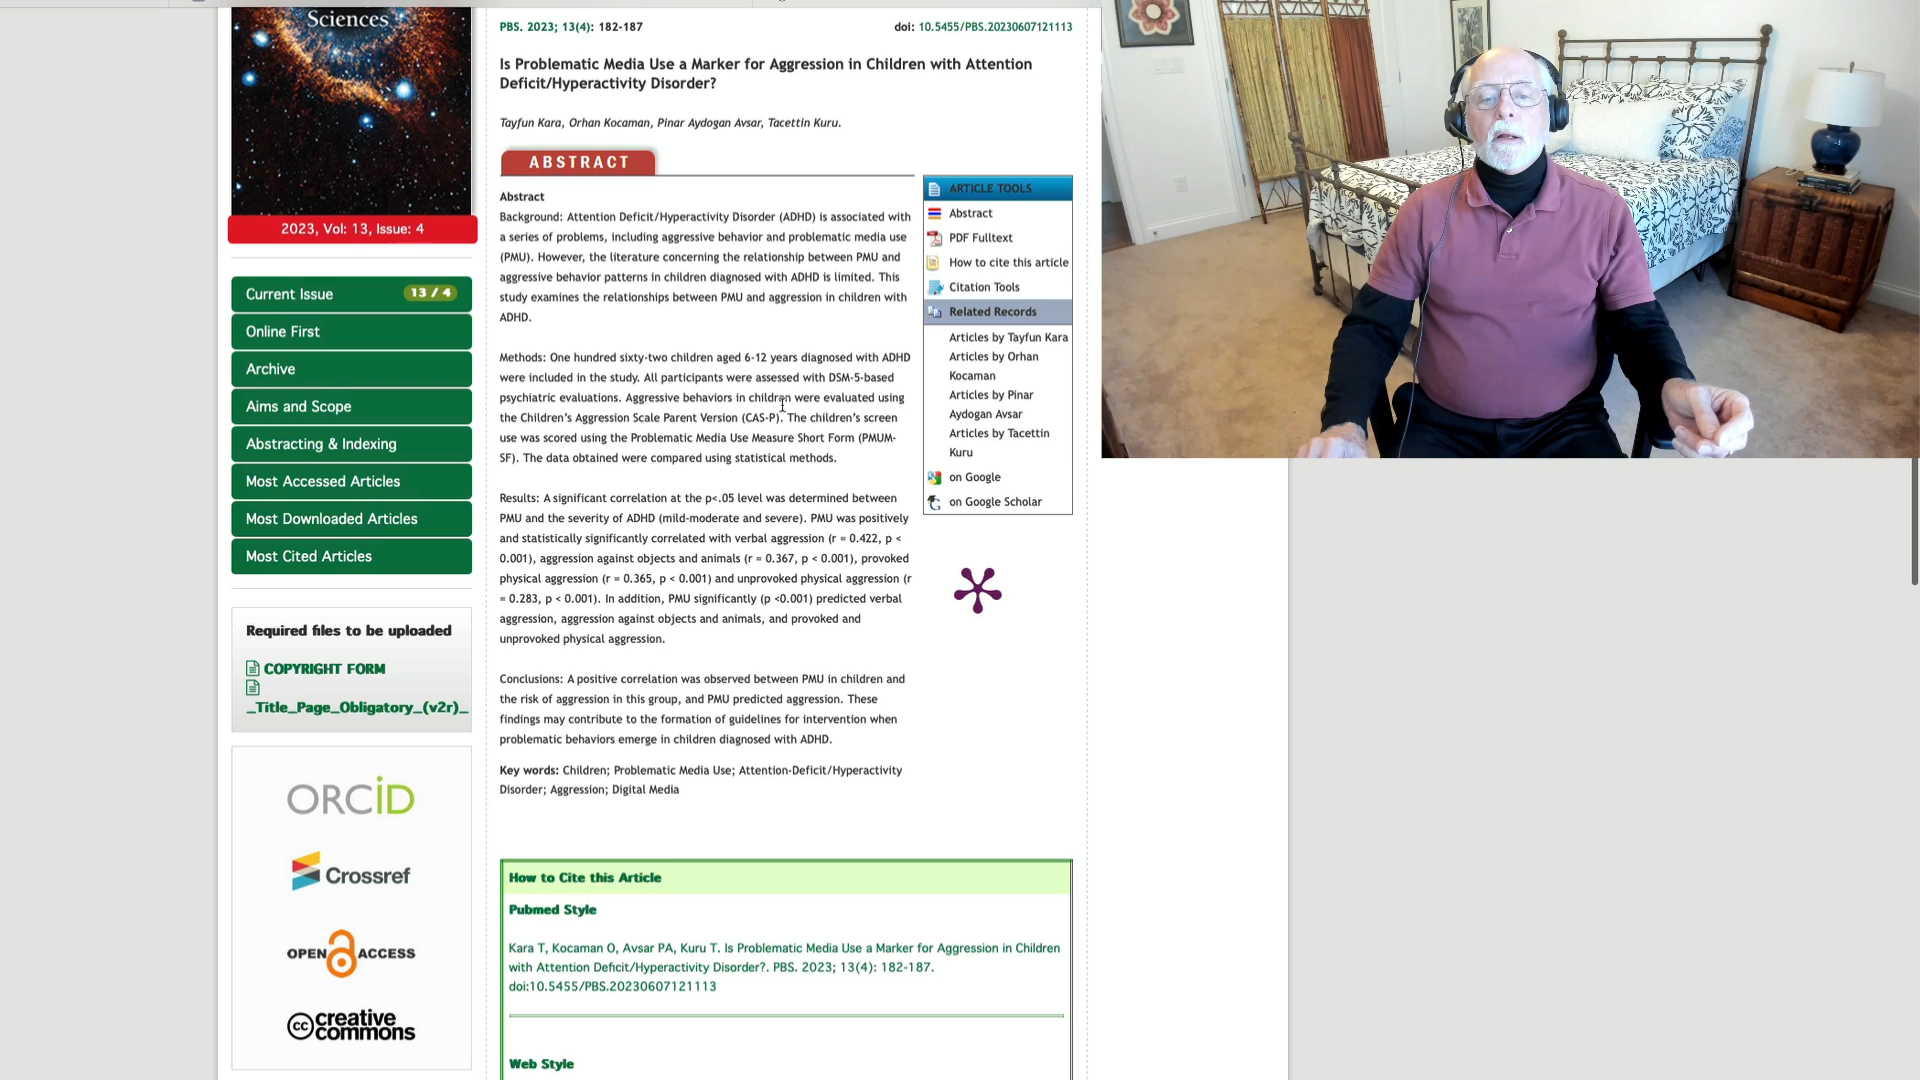 Sciences
2023, Vol: 13, Issue: 4
Current Issue 13 / 4
Online First
Archive
Aims and Scope
Abstracting & Indexing
Most Accessed Articles
Most Downloaded Articles
Most Cited Articles
Required files to be uploaded
COPYRIGHT FORM
_Title_Page_Obligatory_(v2r)_
ORCID
Crossref
OPEN ACCESS
cc creative
commons
PBS. 2023; 13(4): 182-187 doi: 10.5455/PBS.20230607121113
Is Problematic Media Use a Marker for Aggression in Children with Attention
Deficit/Hyperactivity Disorder?
Tayfun Kara, Orhan Kocaman, Pinar Aydogan Avsar, Tacettin Kuru.
ABSTRACT
Abstract
Background: Attention Deficit/Hyperactivity Disorder (ADHD) is associated with
a series of problems, including aggressive behavior and problematic media use
(PMU). However, the literature concerning the relationship between PMU and
aggressive behavior patterns in children diagnosed with ADHD is limited. This
study examines the relationships between PMU and aggression in children with
ADHD.
Methods: One hundred sixty-two children aged 6-12 years diagnosed with ADHD
were included in the study. All participants were assessed with DSM-5-based
psychiatric evaluations. Aggressive behaviors in children were evaluated using
the Children's Aggression Scale Parent Version (CAS-P). The children's screen
use was scored using the Problematic Media Use Measure Short Form (PMUM-
SF). The data obtained were compared using statistical methods.
Results: A significant correlation at the p<.05 level was determined between
PMU and the severity of ADHD (mild-moderate and severe). PMU was positively
and statistically significantly correlated with verbal aggression (r = 0.422, p <
0.001), aggression against objects and animals (r = 0.367, p < 0.001), provoked
physical aggression (r = 0.365, p < 0.001) and unprovoked physical aggression (r
= 0.283, p < 0.001). In addition, PMU significantly (p <0.001) predicted verbal
aggression, aggression against objects and animals, and provoked and
unprovoked physical aggression.
Conclusions: A positive correlation was observed between PMU in children and
the risk of aggression in this group, and PMU predicted aggression. These
findings may contribute to the formation of guidelines for intervention when
problematic behaviors emerge in children diagnosed with ADHD.
Key words: Children; Problematic Media Use; Attention-Deficit/Hyperactivity
Disorder; Aggression; Digital Media
ARTICLE TOOLS
Abstract
PDF Fulltext
How to cite this article
Citation Tools
Related Records
Articles by Tayfun Kara
Articles by Orhan
Kocaman
Articles by Pinar
Aydogan Avsar
Articles by Tacettin
Kuru
on Google
on Google Scholar
How to Cite this Article
Pubmed Style
Kara T, Kocaman O, Avsar PA, Kuru T. Is Problematic Media Use a Marker for Aggression in Children
with Attention Deficit/Hyperactivity Disorder?. PBS. 2023; 13(4): 182-187.
doi:10.5455/PBS.20230607121113
Web Style